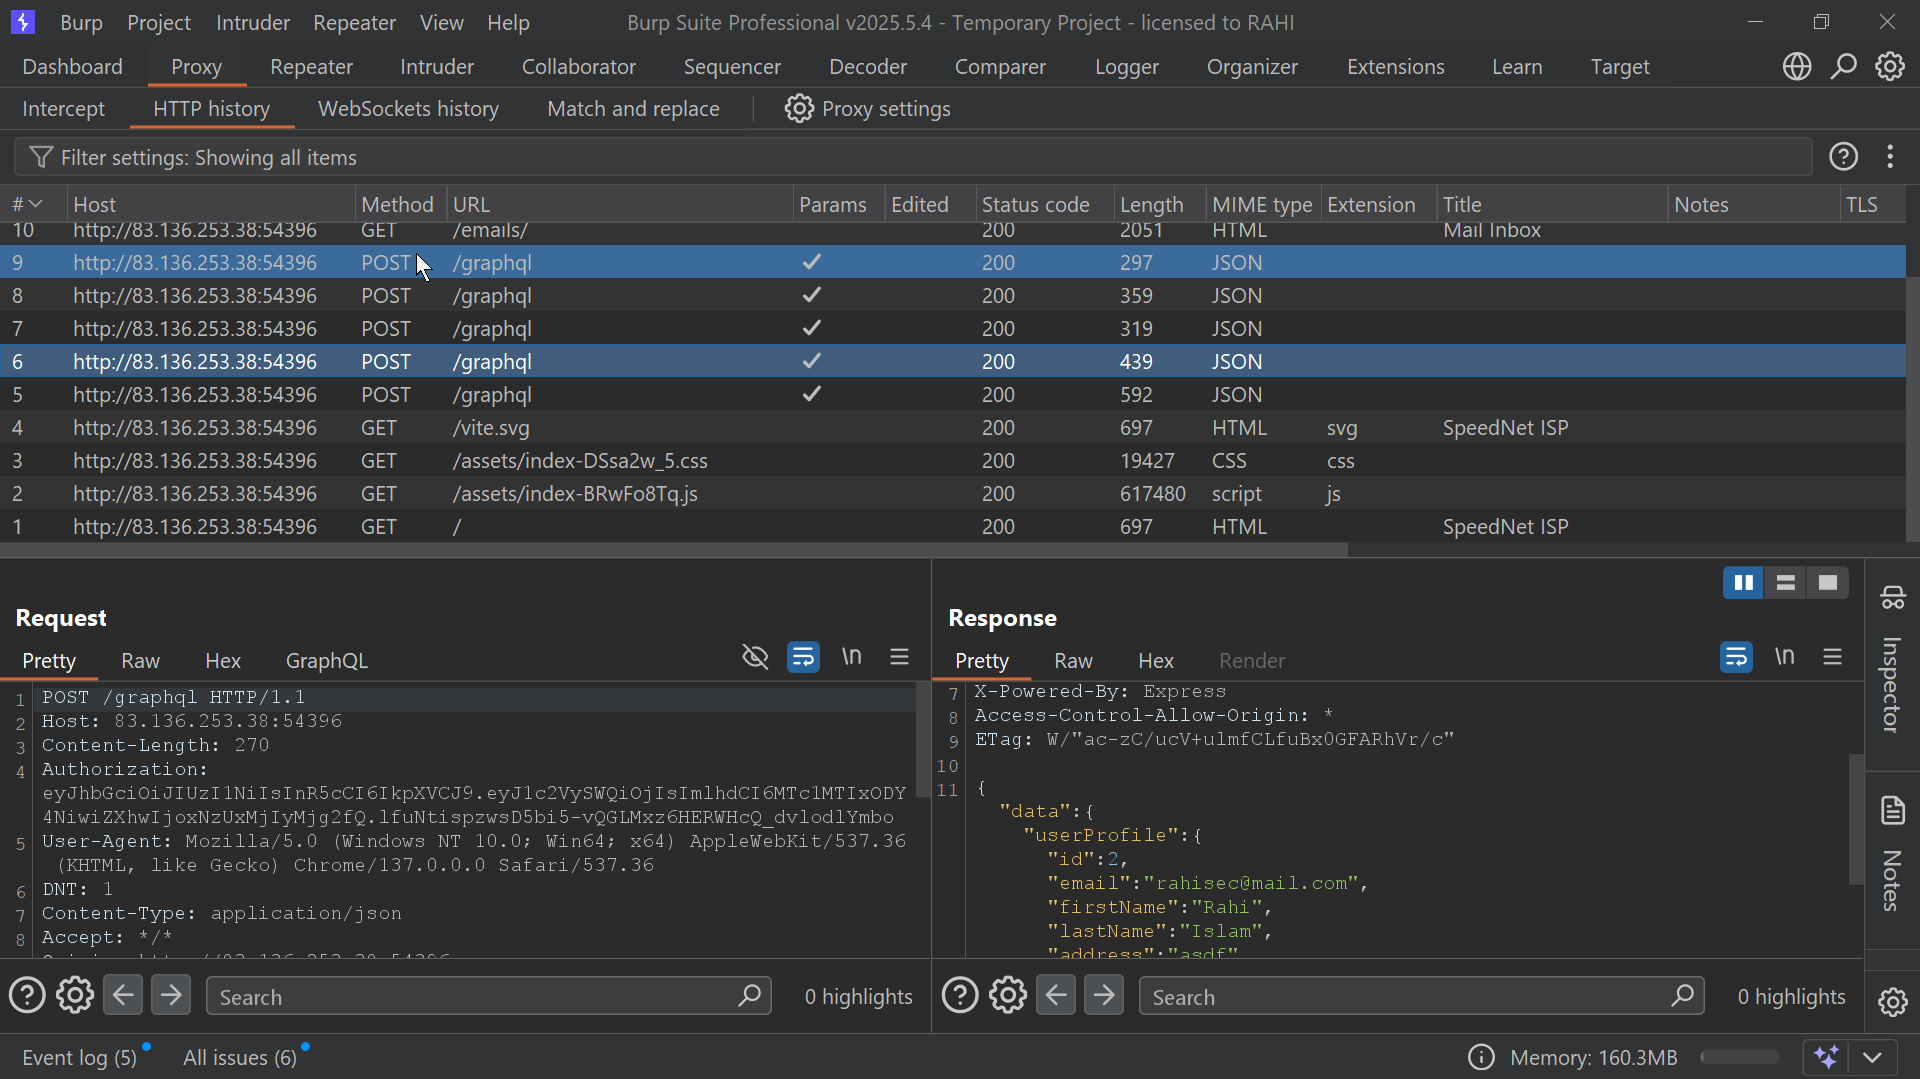 Burp Project Intruder Repeater View Help Burp Suite Professional v2025.5.4 - Temporary Project - licensed to RAHI
Dashboard Proxy Repeater Intruder Collaborator Sequencer Decoder Comparer Logger Organizer Extensions Learn Target
Intercept HTTP history WebSockets history Match and replace Proxy settings
Filter settings: Showing all items
# Host Method URL Params Edited Status code Length MIME type Extension Title Notes TLS
10 http://83.136.253.38:54396 GET /emails/ 200 2051 HTML Mail Inbox
9 http://83.136.253.38:54396 POST /graphql ✓ 200 297 JSON
8 http://83.136.253.38:54396 POST /graphql ✓ 200 359 JSON
7 http://83.136.253.38:54396 POST /graphql ✓ 200 319 JSON
6 http://83.136.253.38:54396 POST /graphql ✓ 200 439 JSON
5 http://83.136.253.38:54396 POST /graphql ✓ 200 592 JSON
4 http://83.136.253.38:54396 GET /vite.svg 200 697 HTML svg SpeedNet ISP
3 http://83.136.253.38:54396 GET /assets/index-DSsa2w_5.css 200 19427 CSS css
2 http://83.136.253.38:54396 GET /assets/index-BRwFo8Tq.js 200 617480 script js
1 http://83.136.253.38:54396 GET / 200 697 HTML SpeedNet ISP
Request
Pretty Raw Hex GraphQL \n
1 POST /graphql HTTP/1.1
2 Host: 83.136.253.38:54396
3 Content-Length: 270
4 Authorization:
eyJhbGciOiJIUzI1NiIsInR5cCI6IkpXVCJ9.eyJ1c2VySWQiOjIsImlhdCI6MTc1MTIxODY
4NiwiZXhwIjoxNzUxMjIyMjg2fQ.lfuNtispzwsD5bi5-vQGLMxz6HERWHcQ_dvlodlYmbo
5 User-Agent: Mozilla/5.0 (Windows NT 10.0; Win64; x64) AppleWebKit/537.36
(KHTML, like Gecko) Chrome/137.0.0.0 Safari/537.36
6 DNT: 1
7 Content-Type: application/json
8 Accept: */*
Search 0 highlights
Response
Pretty Raw Hex Render \n
7 X-Powered-By: Express
8 Access-Control-Allow-Origin: *
9 ETag: W/"ac-zC/ucV+ulmfCLfuBx0GFARhVr/c"
10
11 {
"data":{
"userProfile":{
"id":2,
"email":"rahisec@mail.com",
"firstName":"Rahi",
"lastName":"Islam",
"address":"asdf"
Search 0 highlights
Inspector
Notes
Event log (5) All issues (6) Memory: 160.3MB